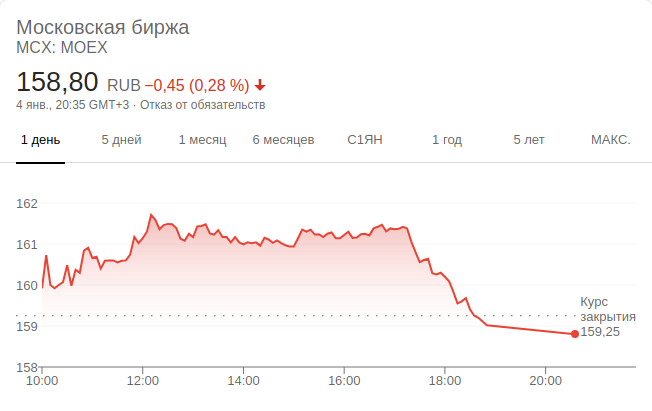 Московская биржа
MCX: MOEX
158,80 RUB −0,45 (0,28 %)
4 янв., 20:35 GMT+3 · Отказ от обязательств
1 день 5 дней 1 месяц 6 месяцев С1ЯН 1 год 5 лет МАКС.
162
161
160
159
158
Курс
закрытия
159,25
10:00 12:00 14:00 16:00 18:00 20:00